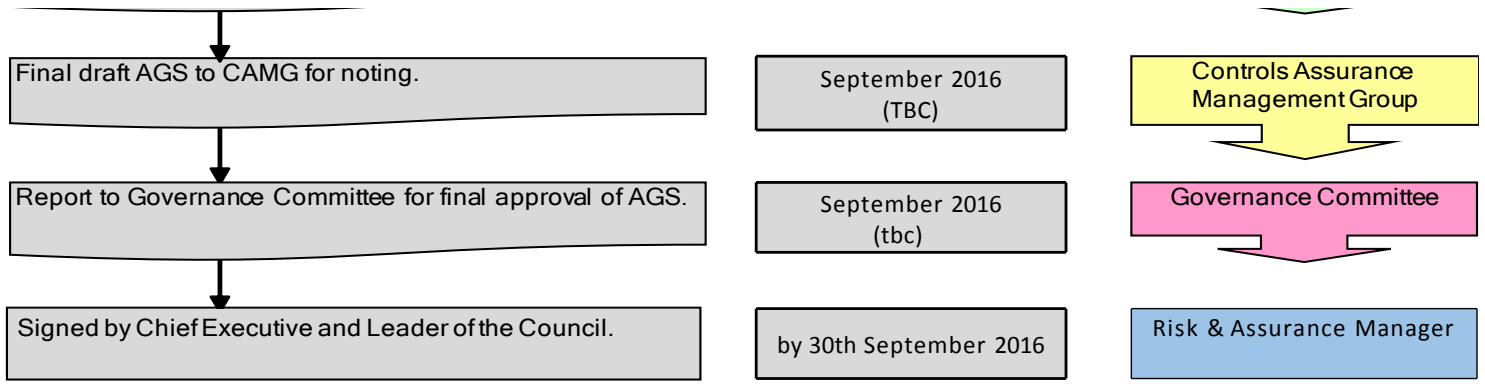 Final draft AGS to CAMG for noting.
September 2016
(TBC)
Controls Assurance
Management Group
Report to Governance Committee for final approval of AGS.
September 2016
(tbc)
Governance Committee
Signed by Chief Executive and Leader of the Council.
by 30th September 2016
Risk & Assurance Manager